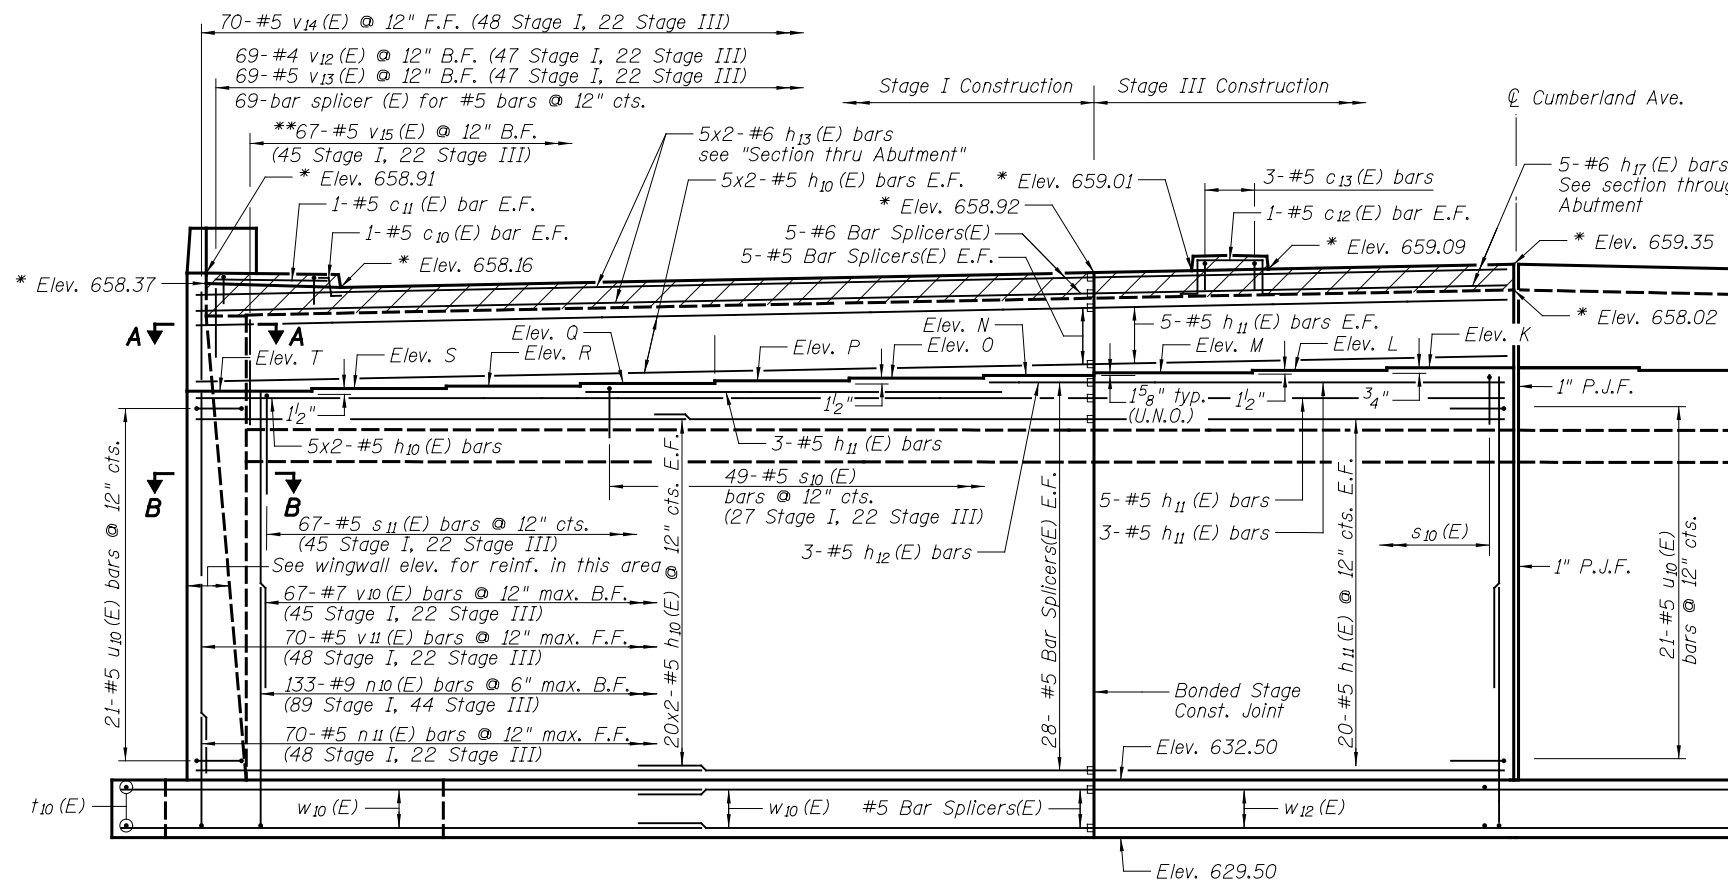 70-#5 v14(E) @ 12" F.F. (48 Stage I, 22 Stage III)
69-#4 v12(E) @ 12" B.F. (47 Stage I, 22 Stage III)
69-#5 v13(E) @ 12" B.F. (47 Stage I, 22 Stage III)
69-bar splicer (E) for #5 bars @ 12" cts.
**67-#5 v15(E) @ 12" B.F.
(45 Stage I, 22 Stage III)
* Elev. 658.91
1-#5 c11(E) bar E.F.
1-#5 c10(E) bar E.F.
* Elev. 658.16
* Elev. 658.37
Stage I Construction
Stage III Construction
℄ Cumberland Ave.
5x2-#6 h13(E) bars
see "Section thru Abutment"
5x2-#5 h10(E) bars E.F.
* Elev. 659.01
* Elev. 658.92
5-#6 Bar Splicers(E)
5-#5 Bar Splicers(E) E.F.
3-#5 c13(E) bars
1-#5 c12(E) bar E.F.
* Elev. 659.09
5-#6 h17(E) bars
See section throug
Abutment
* Elev. 659.35
* Elev. 658.02
A
A
Elev. T
Elev. S
Elev. R
Elev. Q
Elev. P
Elev. O
Elev. N
5-#5 h11(E) bars E.F.
Elev. M
Elev. L
Elev. K
1 1/2"
1 1/2"
1 5/8" typ.
(U.N.O.)
1 1/2"
3/4"
1" P.J.F.
5x2-#5 h10(E) bars
3-#5 h11(E) bars
B
B
49-#5 s10(E)
bars @ 12" cts.
(27 Stage I, 22 Stage III)
3-#5 h12(E) bars
5-#5 h11(E) bars
3-#5 h11(E) bars
s10(E)
67-#5 s11(E) bars @ 12" cts.
(45 Stage I, 22 Stage III)
See wingwall elev. for reinf. in this area
67-#7 v10(E) bars @ 12" max. B.F.
(45 Stage I, 22 Stage III)
70-#5 v11(E) bars @ 12" max. F.F.
(48 Stage I, 22 Stage III)
133-#9 n10(E) bars @ 6" max. B.F.
(89 Stage I, 44 Stage III)
70-#5 n11(E) bars @ 12" max. F.F.
(48 Stage I, 22 Stage III)
21-#5 u10(E) bars @ 12" cts.
20x2-#5 h10(E) @ 12" cts. E.F.
28- #5 Bar Splicers(E) E.F.
20-#5 h11(E) @ 12" cts. E.F.
21-#5 u10(E)
bars @ 12" cts.
1" P.J.F.
Bonded Stage
Const. Joint
Elev. 632.50
t10(E)
w10(E)
w10(E)
#5 Bar Splicers(E)
w12(E)
Elev. 629.50